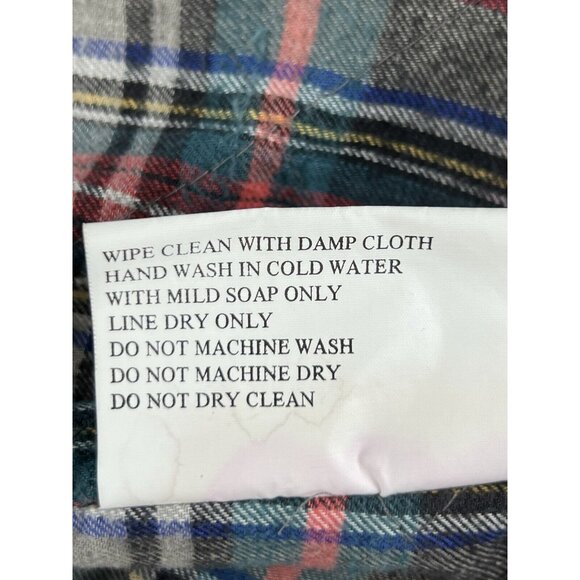 WIPE CLEAN WITH DAMP CLOTH
HAND WASH IN COLD WATER
WITH MILD SOAP ONLY
LINE DRY ONLY
DO NOT MACHINE WASH
DO NOT MACHINE DRY
DO NOT DRY CLEAN